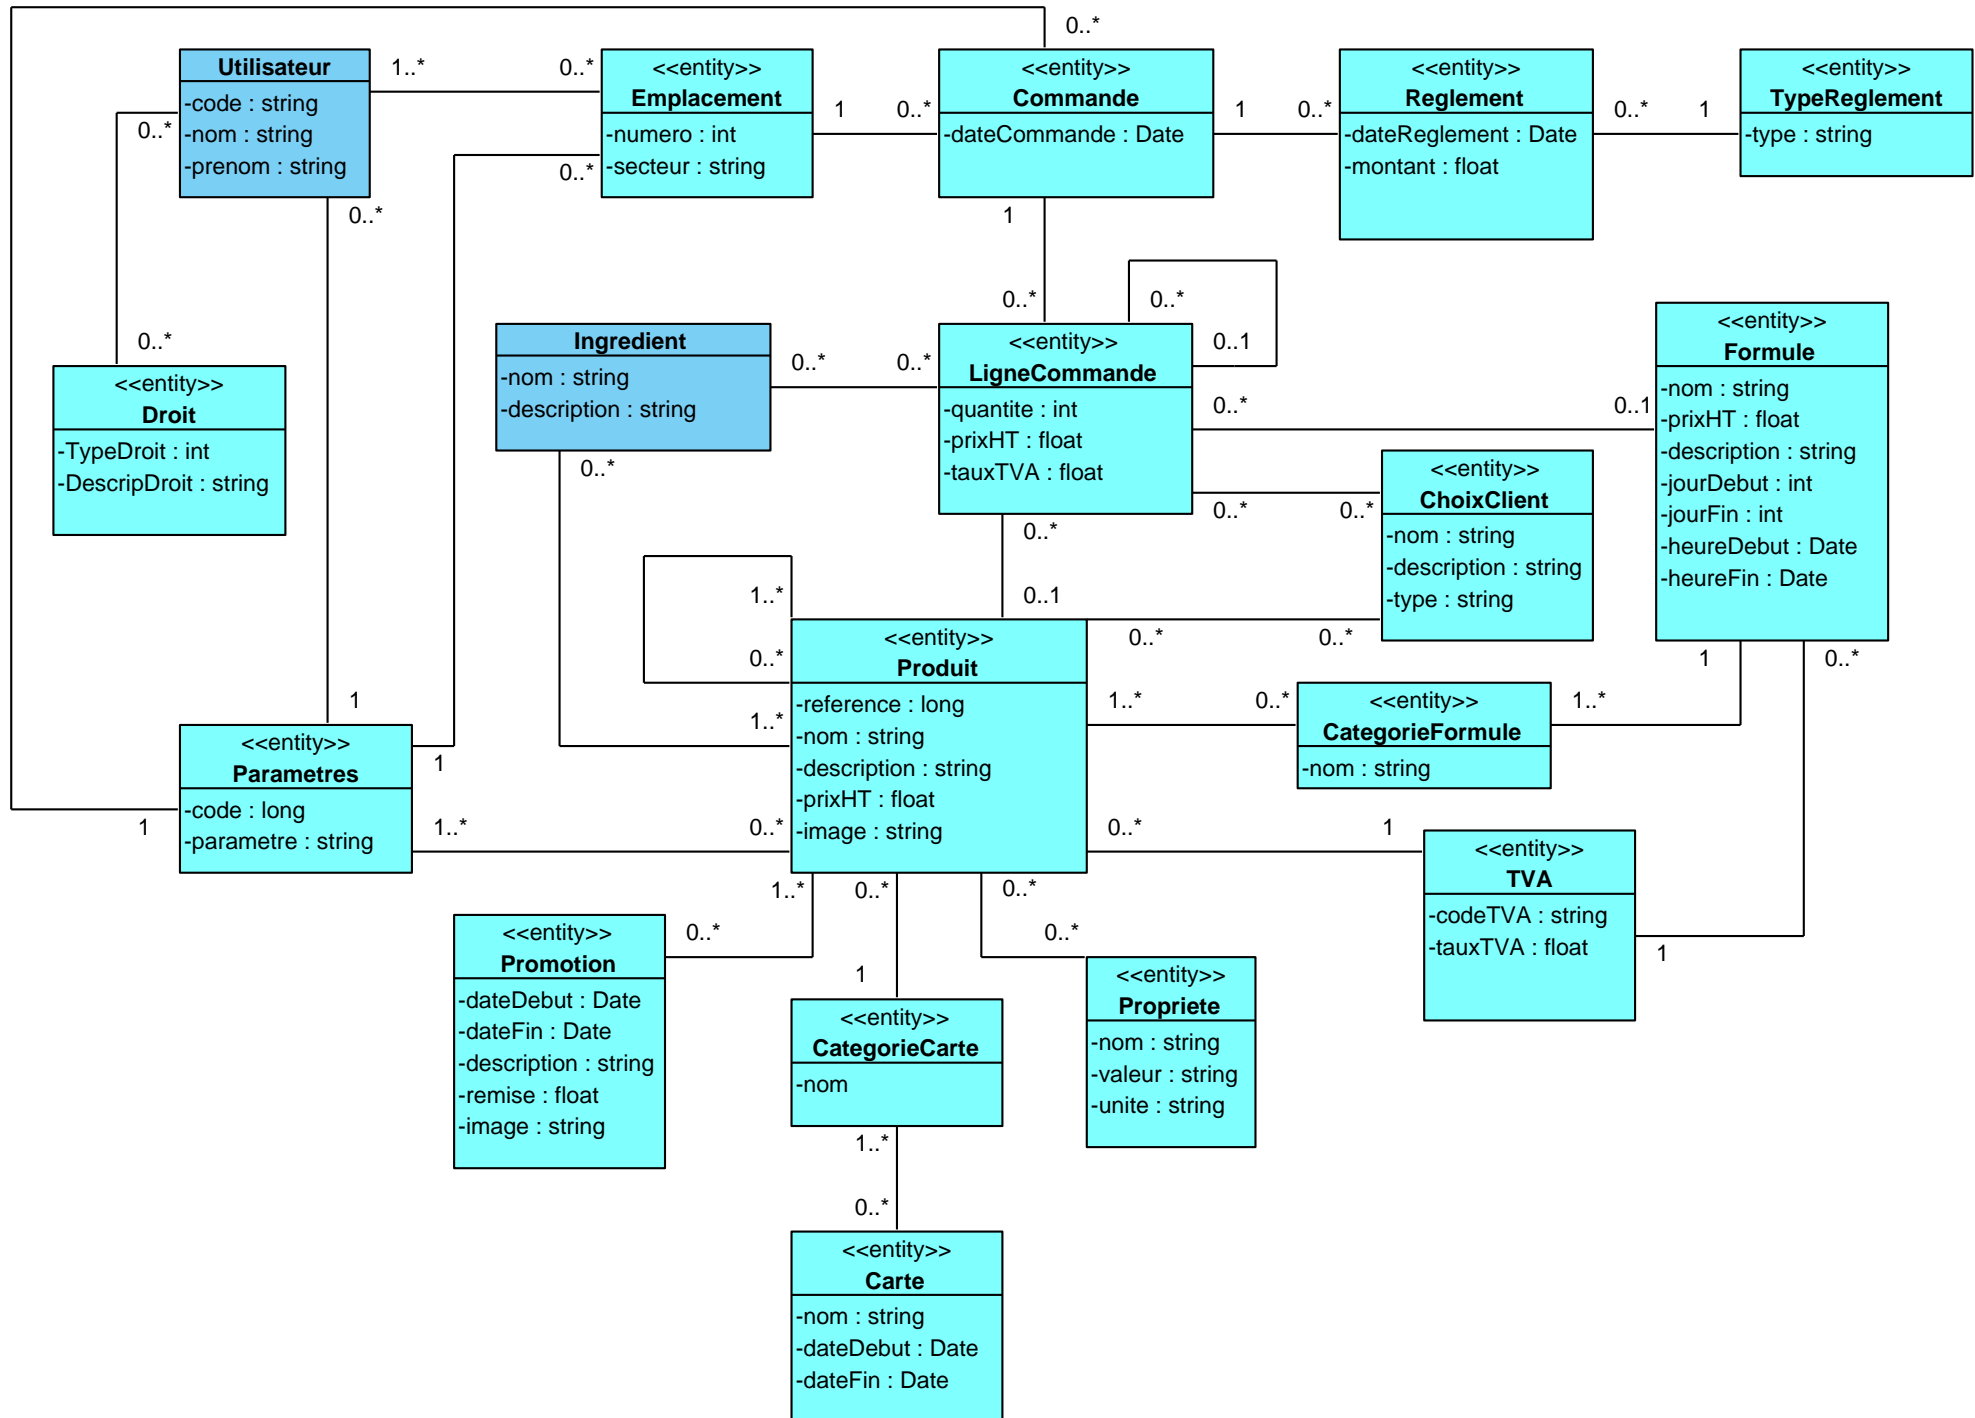 0..*
Utilisateur
-code : string
-nom : string
-prenom : string
1..*
0..*
<<entity>>
Emplacement
-numero : int
-secteur : string
1
0..*
<<entity>>
Commande
-dateCommande : Date
1
0..*
<<entity>>
Reglement
-dateReglement : Date
-montant : float
0..*
1
<<entity>>
TypeReglement
-type : string
0..*
0..*
0..*
1
0..*
0..*
0..1
0..*
<<entity>>
Droit
-TypeDroit : int
-DescripDroit : string
Ingredient
-nom : string
-description : string
0..*
0..*
0..*
<<entity>>
LigneCommande
-quantite : int
-prixHT : float
-tauxTVA : float
0..*
0..1
<<entity>>
Formule
-nom : string
-prixHT : float
-description : string
-jourDebut : int
-jourFin : int
-heureDebut : Date
-heureFin : Date
0..*
0..*
<<entity>>
ChoixClient
-nom : string
-description : string
-type : string
0..*
0..1
0..*
0..*
1..*
0..*
1..*
<<entity>>
Produit
-reference : long
-nom : string
-description : string
-prixHT : float
-image : string
1..*
0..*
<<entity>>
CategorieFormule
-nom : string
1..*
1
0..*
1
<<entity>>
Parametres
-code : long
-parametre : string
1
1
1..*
0..*
0..*
1
<<entity>>
TVA
-codeTVA : string
-tauxTVA : float
1
1..*
0..*
0..*
<<entity>>
Promotion
-dateDebut : Date
-dateFin : Date
-description : string
-remise : float
-image : string
0..*
1
0..*
<<entity>>
CategorieCarte
-nom
<<entity>>
Propriete
-nom : string
-valeur : string
-unite : string
1..*
0..*
<<entity>>
Carte
-nom : string
-dateDebut : Date
-dateFin : Date